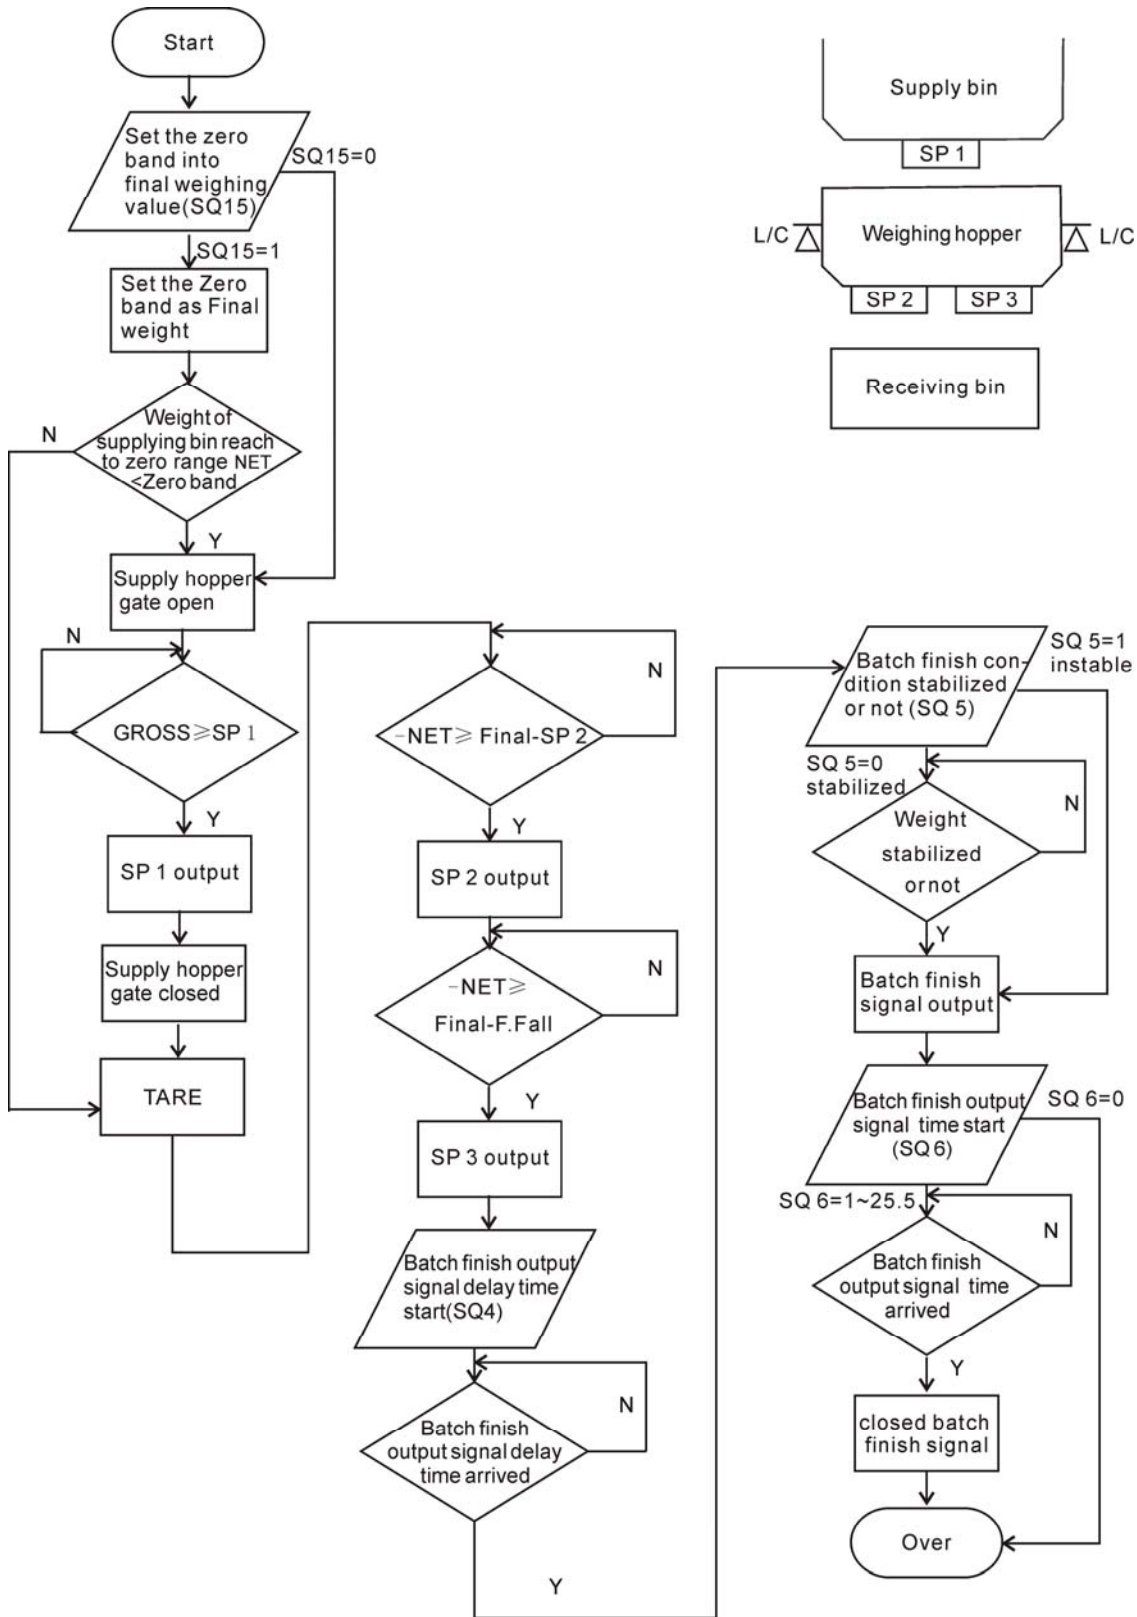 Start
Set the zero
band into
final weighing
value(SQ15)
SQ15=0
SQ15=1
Set the Zero
band as Final
weight
N
Weight of
supplying bin reach
to zero range NET
<Zero band
Y
Supply hopper
gate open
N
GROSS≥SP 1
Y
SP 1 output
Supply hopper
gate closed
TARE
N
-NET≥ Final-SP 2
Y
SP 2 output
N
-NET≥
Final-F.Fall
Y
SP 3 output
Batch finish output
signal delay time
start(SQ4)
N
Batch finish
output signal delay
time arrived
Y
Supply bin
SP 1
L/C
Weighing hopper
L/C
SP 2
SP 3
Receiving bin
Batch finish con-
dition stabilized
or not (SQ 5)
SQ 5=1
instable
SQ 5=0
stabilized
N
Weight
stabilized
or not
Y
Batch finish
signal output
Batch finish output
signal time start
(SQ6)
SQ 6=0
SQ 6=1~25.5
N
Batch finish
output signal time
arrived
Y
closed batch
finish signal
Over